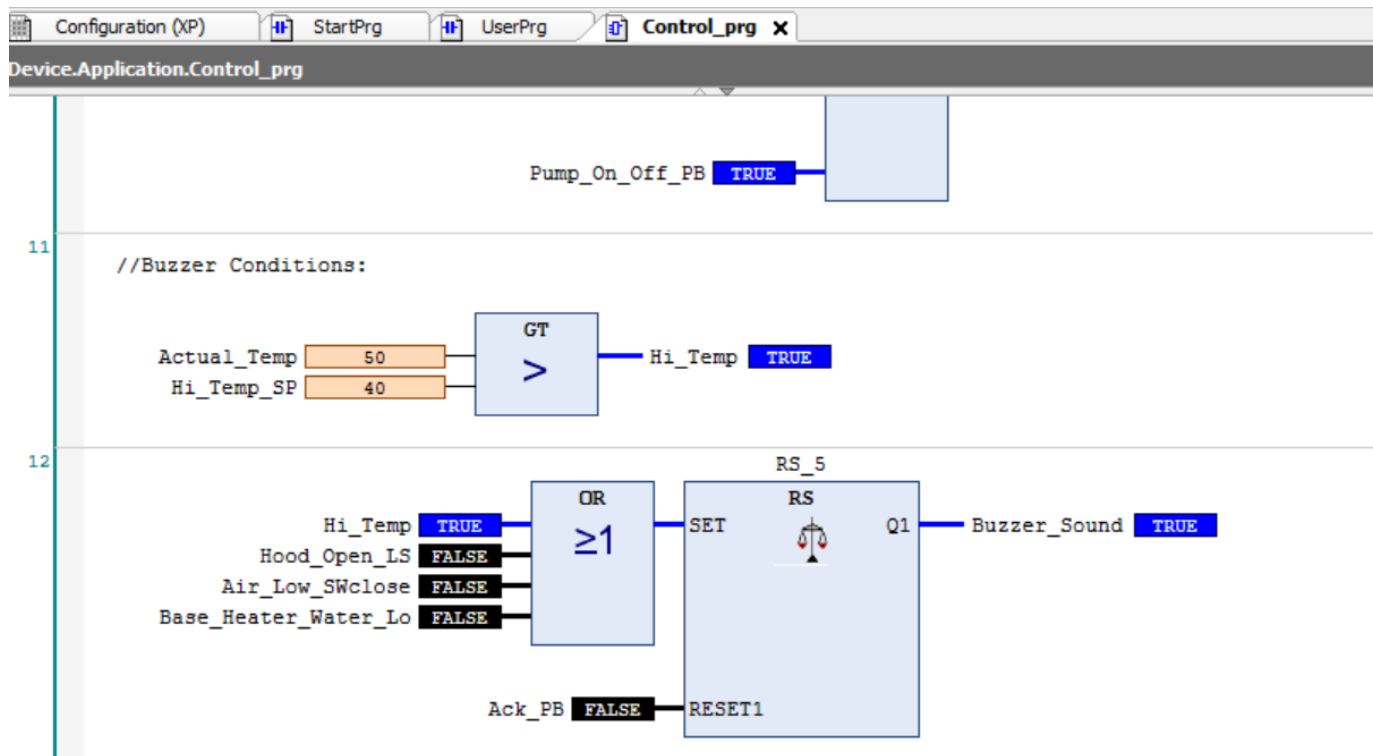 Configuration (XP) StartPrg UserPrg Control_prg X
Device.Application.Control_prg
Pump_On_Off_PB TRUE
11
//Buzzer Conditions:
GT
Actual_Temp 50 > Hi_Temp TRUE
Hi_Temp_SP 40
12
RS_5
OR RS
Hi_Temp TRUE ≥1 SET Q1 Buzzer_Sound TRUE
Hood_Open_LS FALSE
Air_Low_SWclose FALSE
Base_Heater_Water_Lo FALSE
Ack_PB FALSE RESET1